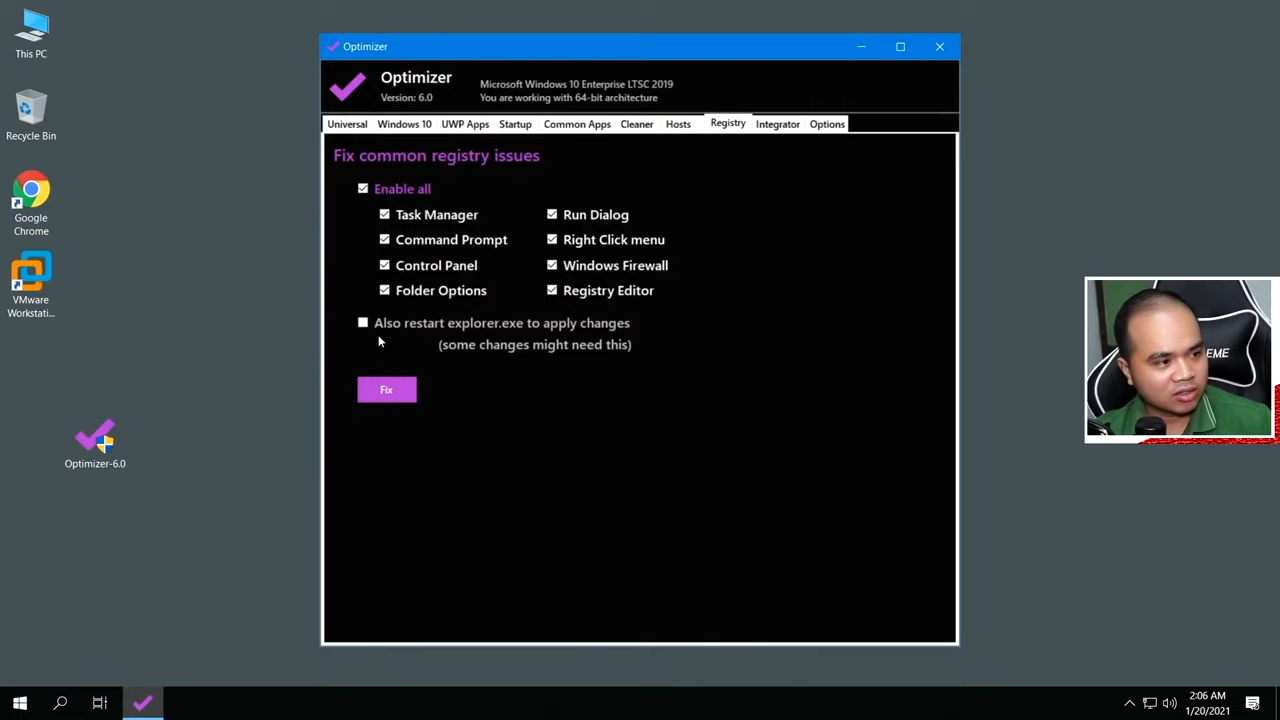 This PC
Recycle Bin
Google
Chrome
VMware
Workstati...
Optimizer-6.0
Optimizer
Optimizer
Version: 6.0
Microsoft Windows 10 Enterprise LTSC 2019
You are working with 64-bit architecture
Universal Windows 10 UWP Apps Startup Common Apps Cleaner Hosts Registry Integrator Options
Fix common registry issues
Enable all
Task Manager Run Dialog
Command Prompt Right Click menu
Control Panel Windows Firewall
Folder Options Registry Editor
Also restart explorer.exe to apply changes
(some changes might need this)
Fix
2:06 AM
1/20/2021